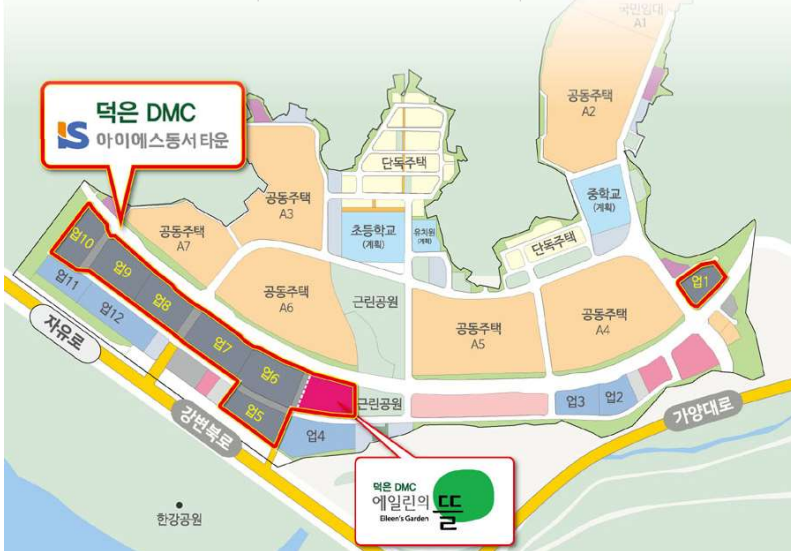 국민임대
A1
공동주택
A2
덕은 DMC
IS 아이에스동서타운
단독주택
공동주택
A3
중학교
(계획)
초등학교
(계획)
유치원
(계획)
공동주택
A7
단독주택
업10
업9
업8
업7
업6
업5
업11
업12
업1
공동주택
A6
근린공원
공동주택
A5
공동주택
A4
자유로
강변북로
근린공원
업4
업3
업2
가양대로
덕은 DMC
에일린의 뜰
Eileen's Garden
한강공원